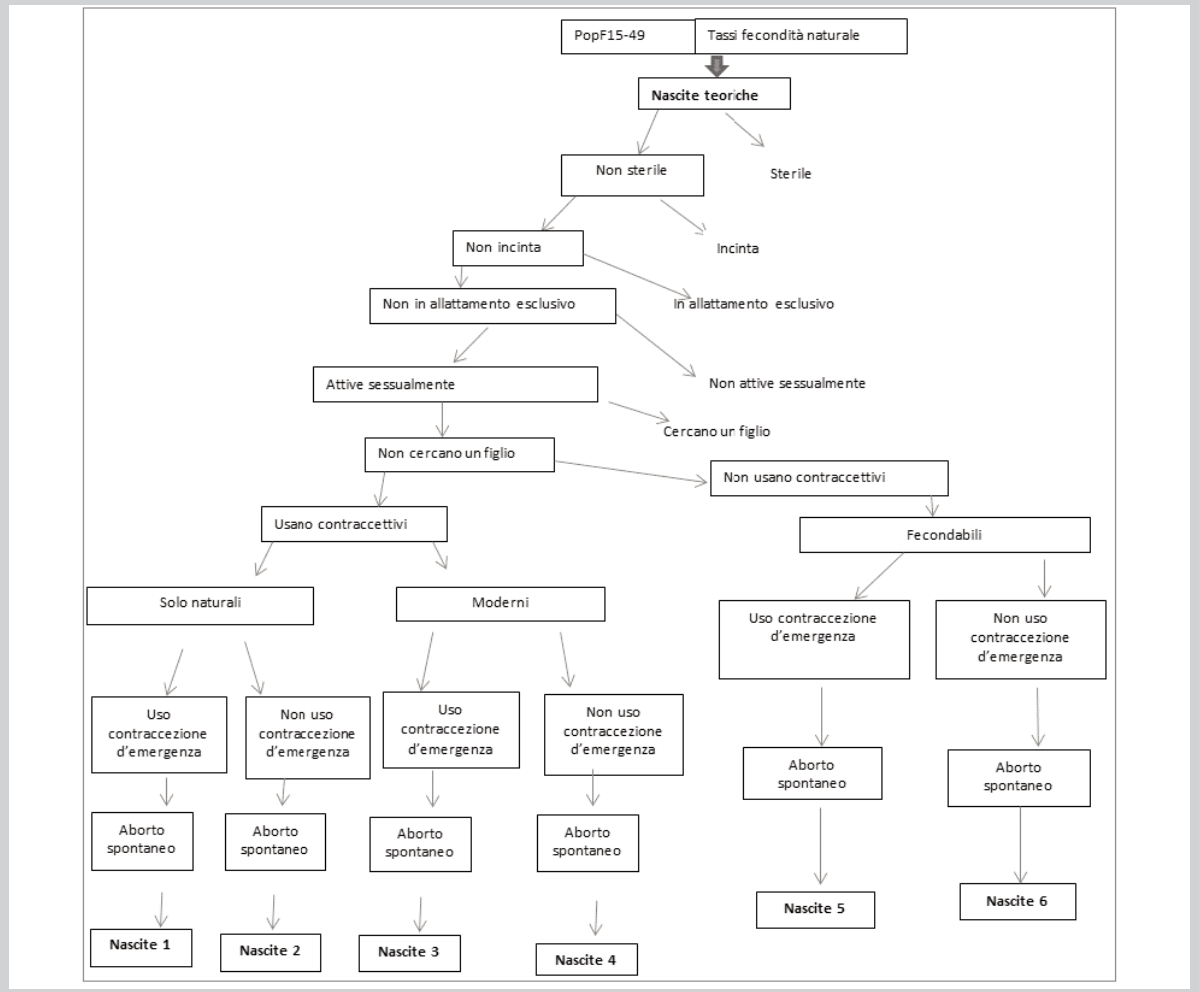 PopF15-49
Tassi fecondità naturale
Nascite teoriche
Non sterile
Sterile
Non incinta
Incinta
Non in allattamento esclusivo
In allattamento esclusivo
Attive sessualmente
Non attive sessualmente
Cercano un figlio
Non cercano un figlio
Non usano contraccettivi
Usano contraccettivi
Fecondabili
Solo naturali
Moderni
Uso contraccezione
d'emergenza
Non uso
contraccezione
d'emergenza
Uso
contraccezione
d'emergenza
Non uso
contraccezione
d'emergenza
Uso
contraccezione
d'emergenza
Non uso
contraccezione
d'emergenza
Aborto
spontaneo
Aborto
spontaneo
Aborto
spontaneo
Aborto
spontaneo
Aborto
spontaneo
Aborto
spontaneo
Nascite 1
Nascite 2
Nascite 3
Nascite 4
Nascite 5
Nascite 6